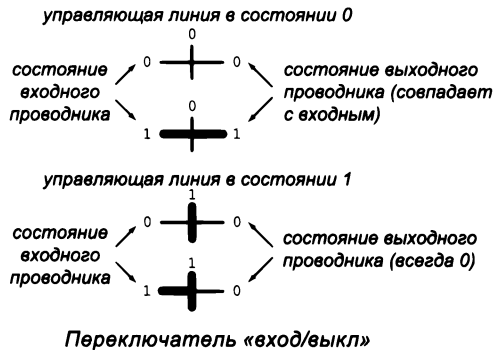 управляющая линия в состоянии 0
0
0 0
состояние
входного
проводника
состояние выходного
проводника (совпадает
с входным)
0
1 1
управляющая линия в состоянии 1
1
0 0
состояние
входного
проводника
состояние выходного
проводника (всегда 0)
1
1 0
Переключатель «вход/выкл»